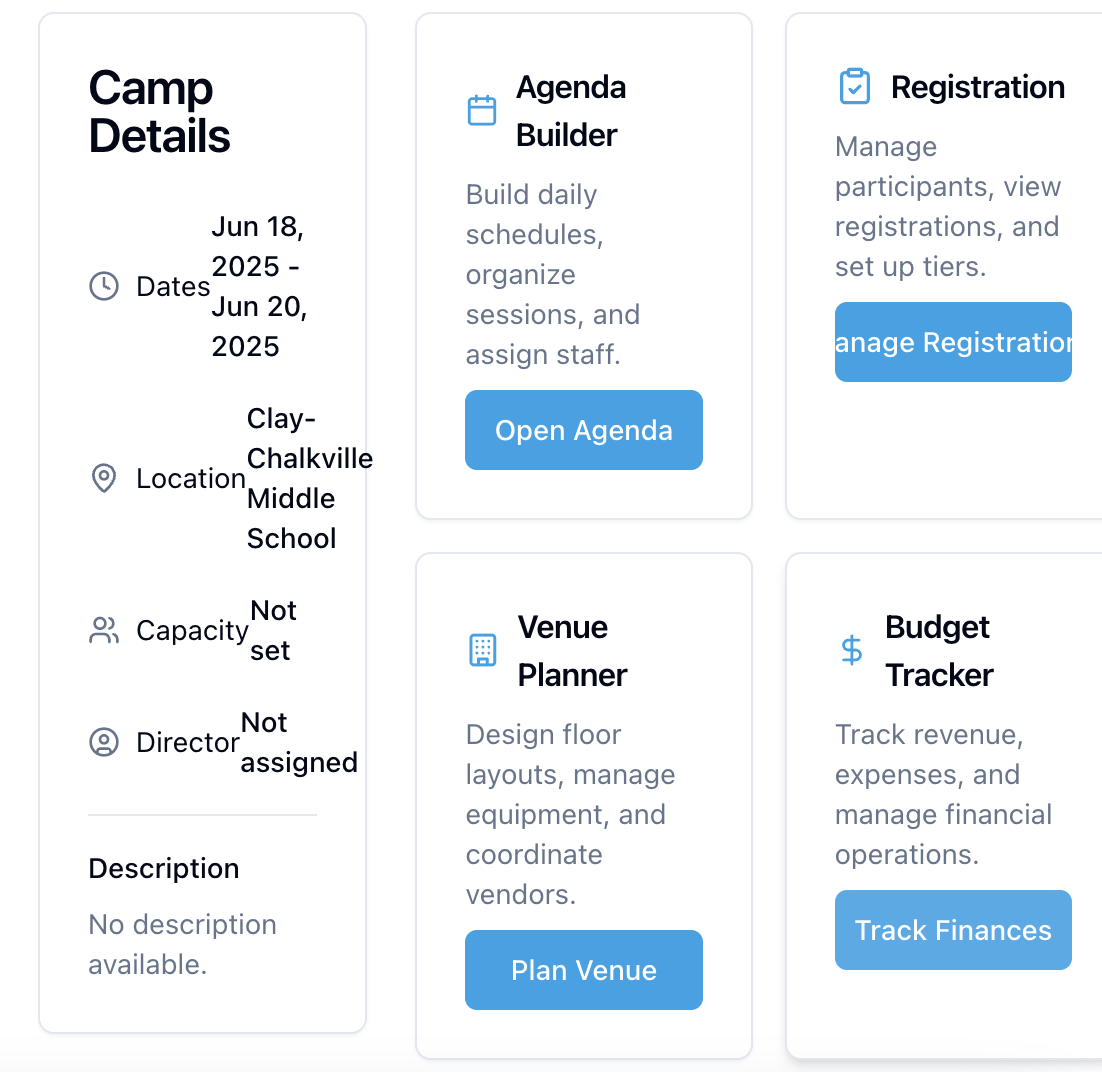 Camp
Details
Dates
Jun 18,
2025 -
Jun 20,
2025
Location
Clay-
Chalkville
Middle
School
Capacity
Not
set
Director
Not
assigned
Description
No description
available.
Agenda
Builder
Build daily
schedules,
organize
sessions, and
assign staff.
Open Agenda
Registration
Manage
participants, view
registrations, and
set up tiers.
anage Registration
Venue
Planner
Design floor
layouts, manage
equipment, and
coordinate
vendors.
Plan Venue
Budget
Tracker
Track revenue,
expenses, and
manage financial
operations.
Track Finances